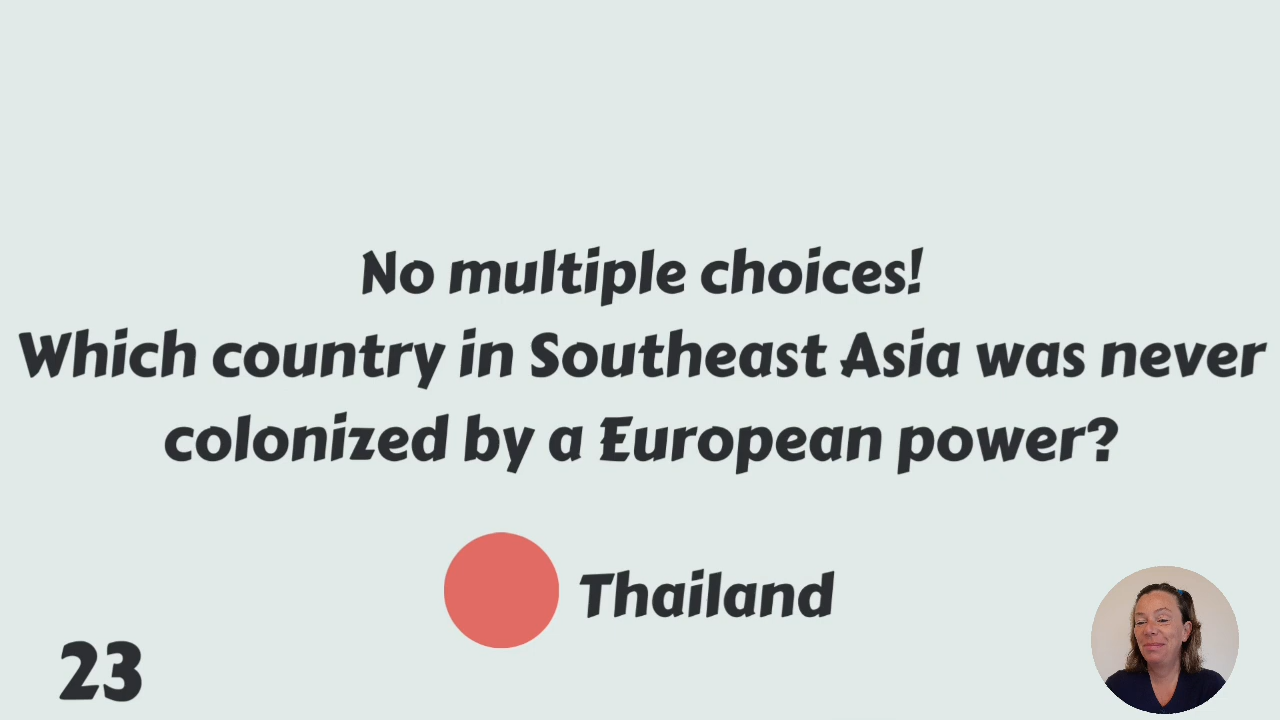 No multiple choices!
Which country in Southeast Asia was never
colonized by a European power?
Thailand
23